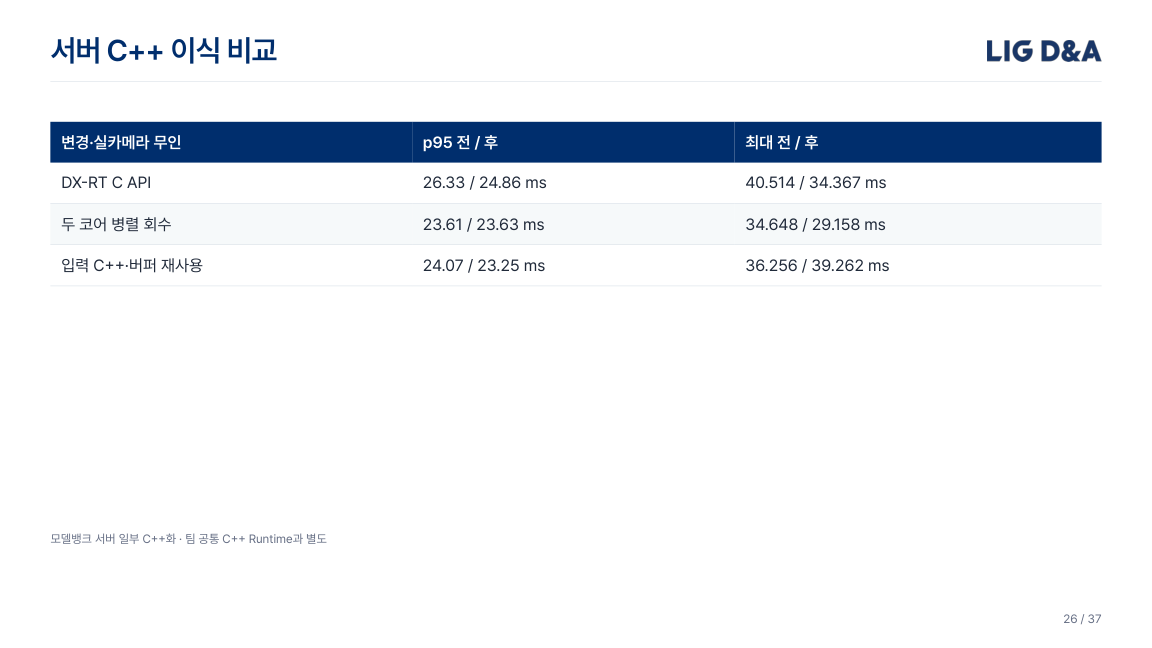 서버 C++ 이식 비교
LIG D&A
변경·실카메라 무인 p95 전 / 후 최대 전 / 후
DX-RT C API 26.33 / 24.86 ms 40.514 / 34.367 ms
두 코어 병렬 회수 23.61 / 23.63 ms 34.648 / 29.158 ms
입력 C++·버퍼 재사용 24.07 / 23.25 ms 36.256 / 39.262 ms
모델뱅크 서버 일부 C++화 · 팀 공통 C++ Runtime과 별도
26 / 37